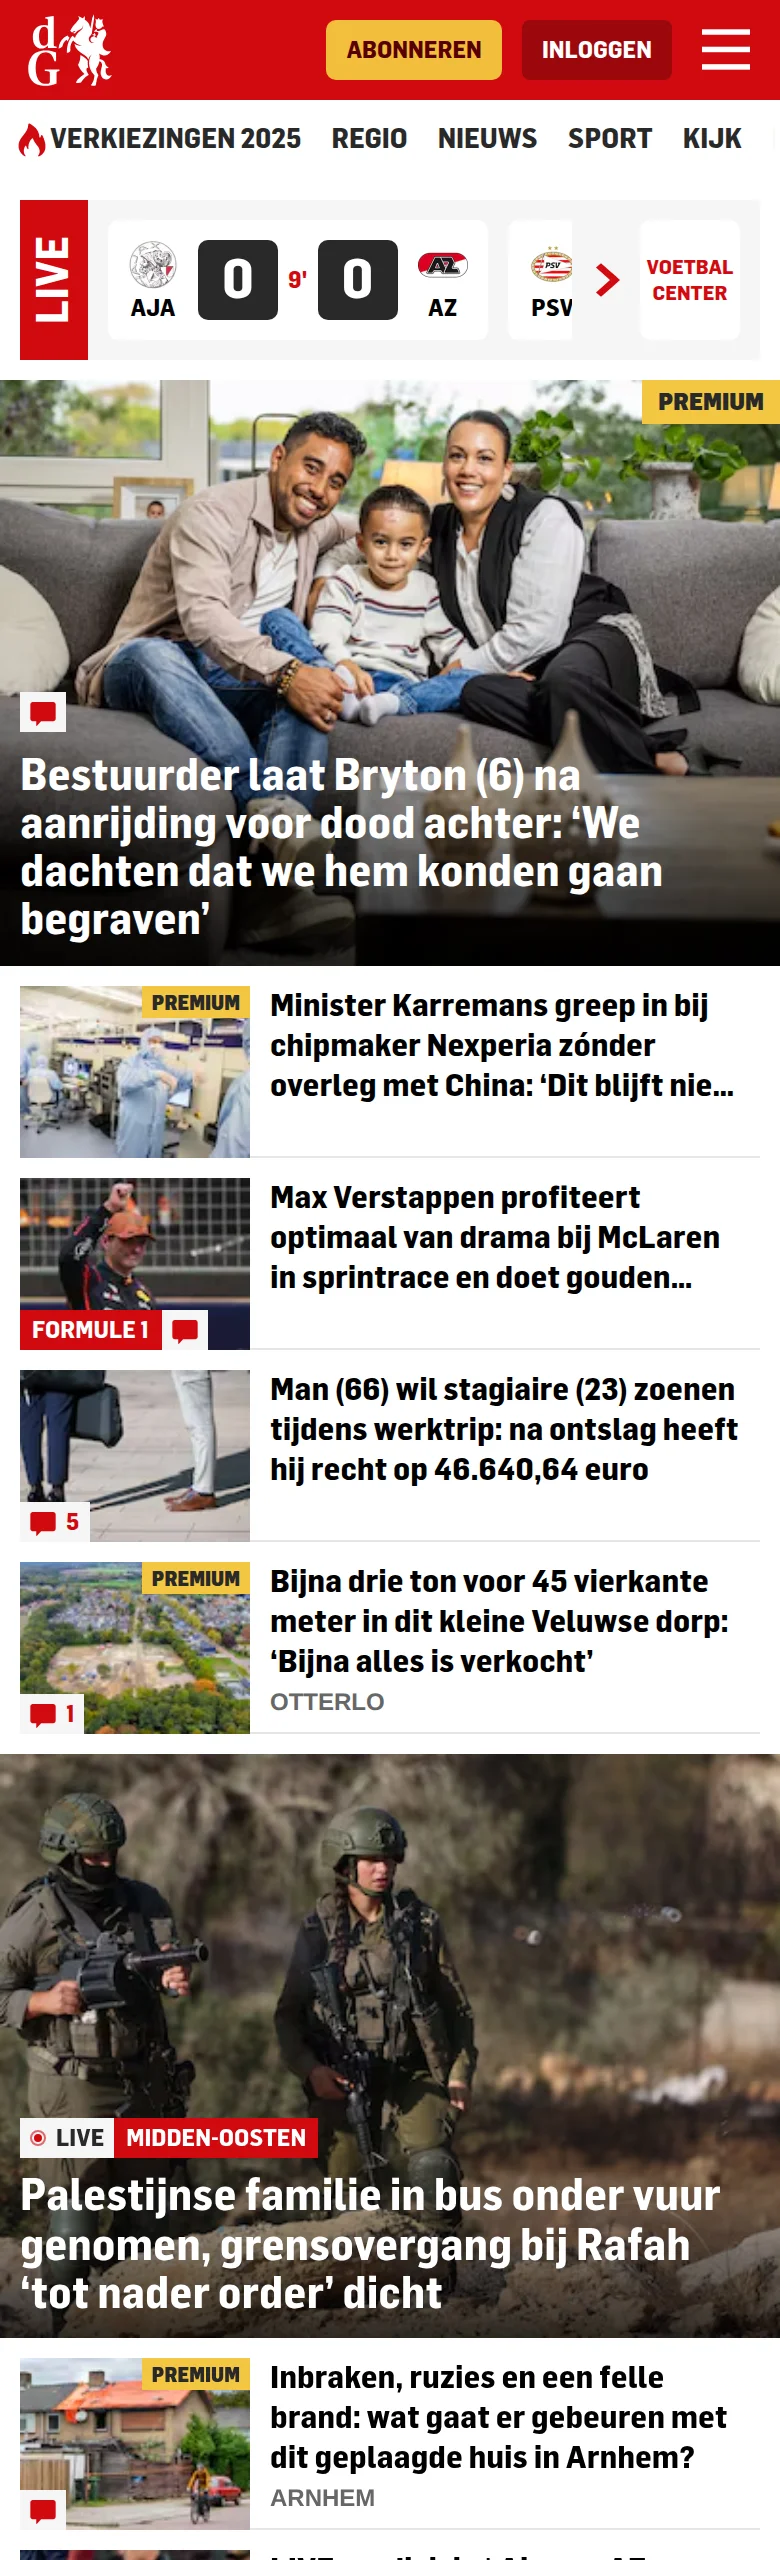 dG
ABONNEREN
INLOGGEN
VERKIEZINGEN 2025
REGIO
NIEUWS
SPORT
KIJK
LIVE
AJA
0
9'
0
AZ
AZ
PSV
PSV
VOETBAL
CENTER
PREMIUM
Bestuurder laat Bryton (6) na
aanrijding voor dood achter: ‘We
dachten dat we hem konden gaan
begraven’
PREMIUM
Minister Karremans greep in bij
chipmaker Nexperia zónder
overleg met China: ‘Dit blijft nie...
Max Verstappen profiteert
optimaal van drama bij McLaren
in sprintrace en doet gouden...
FORMULE 1
Man (66) wil stagiaire (23) zoenen
tijdens werktrip: na ontslag heeft
hij recht op 46.640,64 euro
5
PREMIUM
Bijna drie ton voor 45 vierkante
meter in dit kleine Veluwse dorp:
‘Bijna alles is verkocht’
OTTERLO
1
LIVE
MIDDEN-OOSTEN
Palestijnse familie in bus onder vuur
genomen, grensovergang bij Rafah
‘tot nader order’ dicht
PREMIUM
Inbraken, ruzies en een felle
brand: wat gaat er gebeuren met
dit geplaagde huis in Arnhem?
ARNHEM